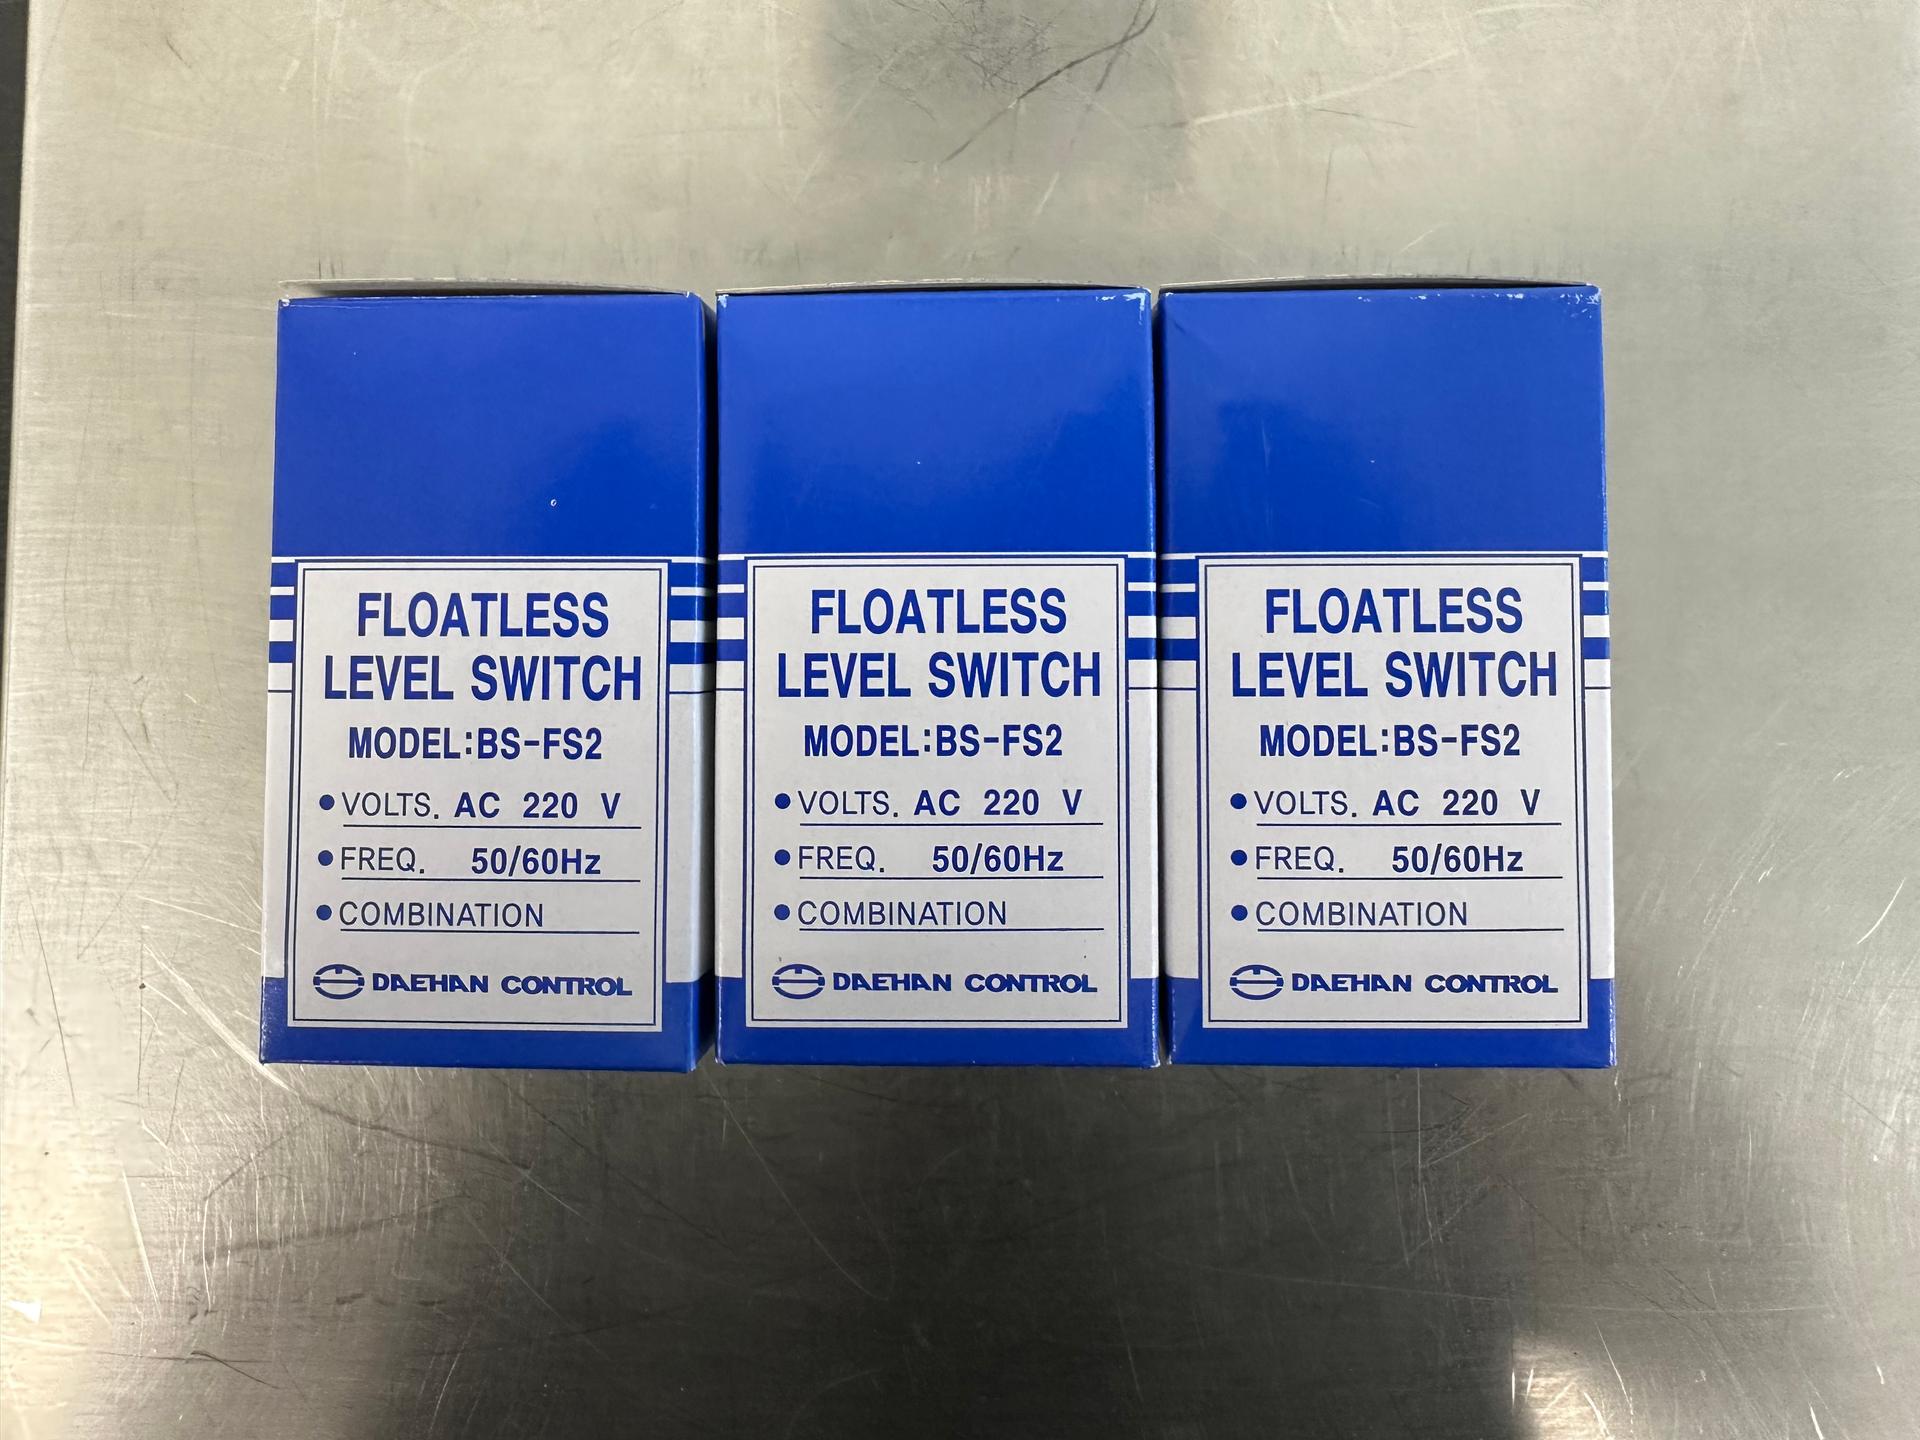 FLOATLESS
LEVEL SWITCH
MODEL:BS-FS2
•VOLTS. AC 220 V
•FREQ. 50/60Hz
•COMBINATION
DAEHAN CONTROL
FLOATLESS
LEVEL SWITCH
MODEL:BS-FS2
•VOLTS. AC 220 V
•FREQ. 50/60Hz
•COMBINATION
DAEHAN CONTROL
FLOATLESS
LEVEL SWITCH
MODEL:BS-FS2
•VOLTS. AC 220 V
•FREQ. 50/60Hz
•COMBINATION
DAEHAN CONTROL